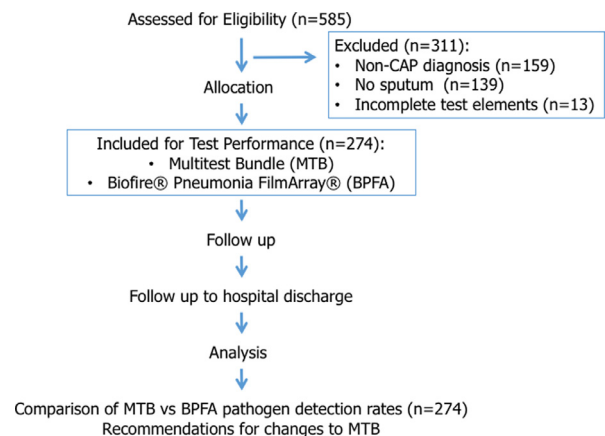 Assessed for Eligibility (n=585)
Excluded (n=311):
• Non-CAP diagnosis (n=159)
• No sputum (n=139)
• Incomplete test elements (n=13)
Allocation
Included for Test Performance (n=274):
• Multitest Bundle (MTB)
• Biofire® Pneumonia FilmArray® (BPFA)
Follow up
Follow up to hospital discharge
Analysis
Comparison of MTB vs BPFA pathogen detection rates (n=274)
Recommendations for changes to MTB